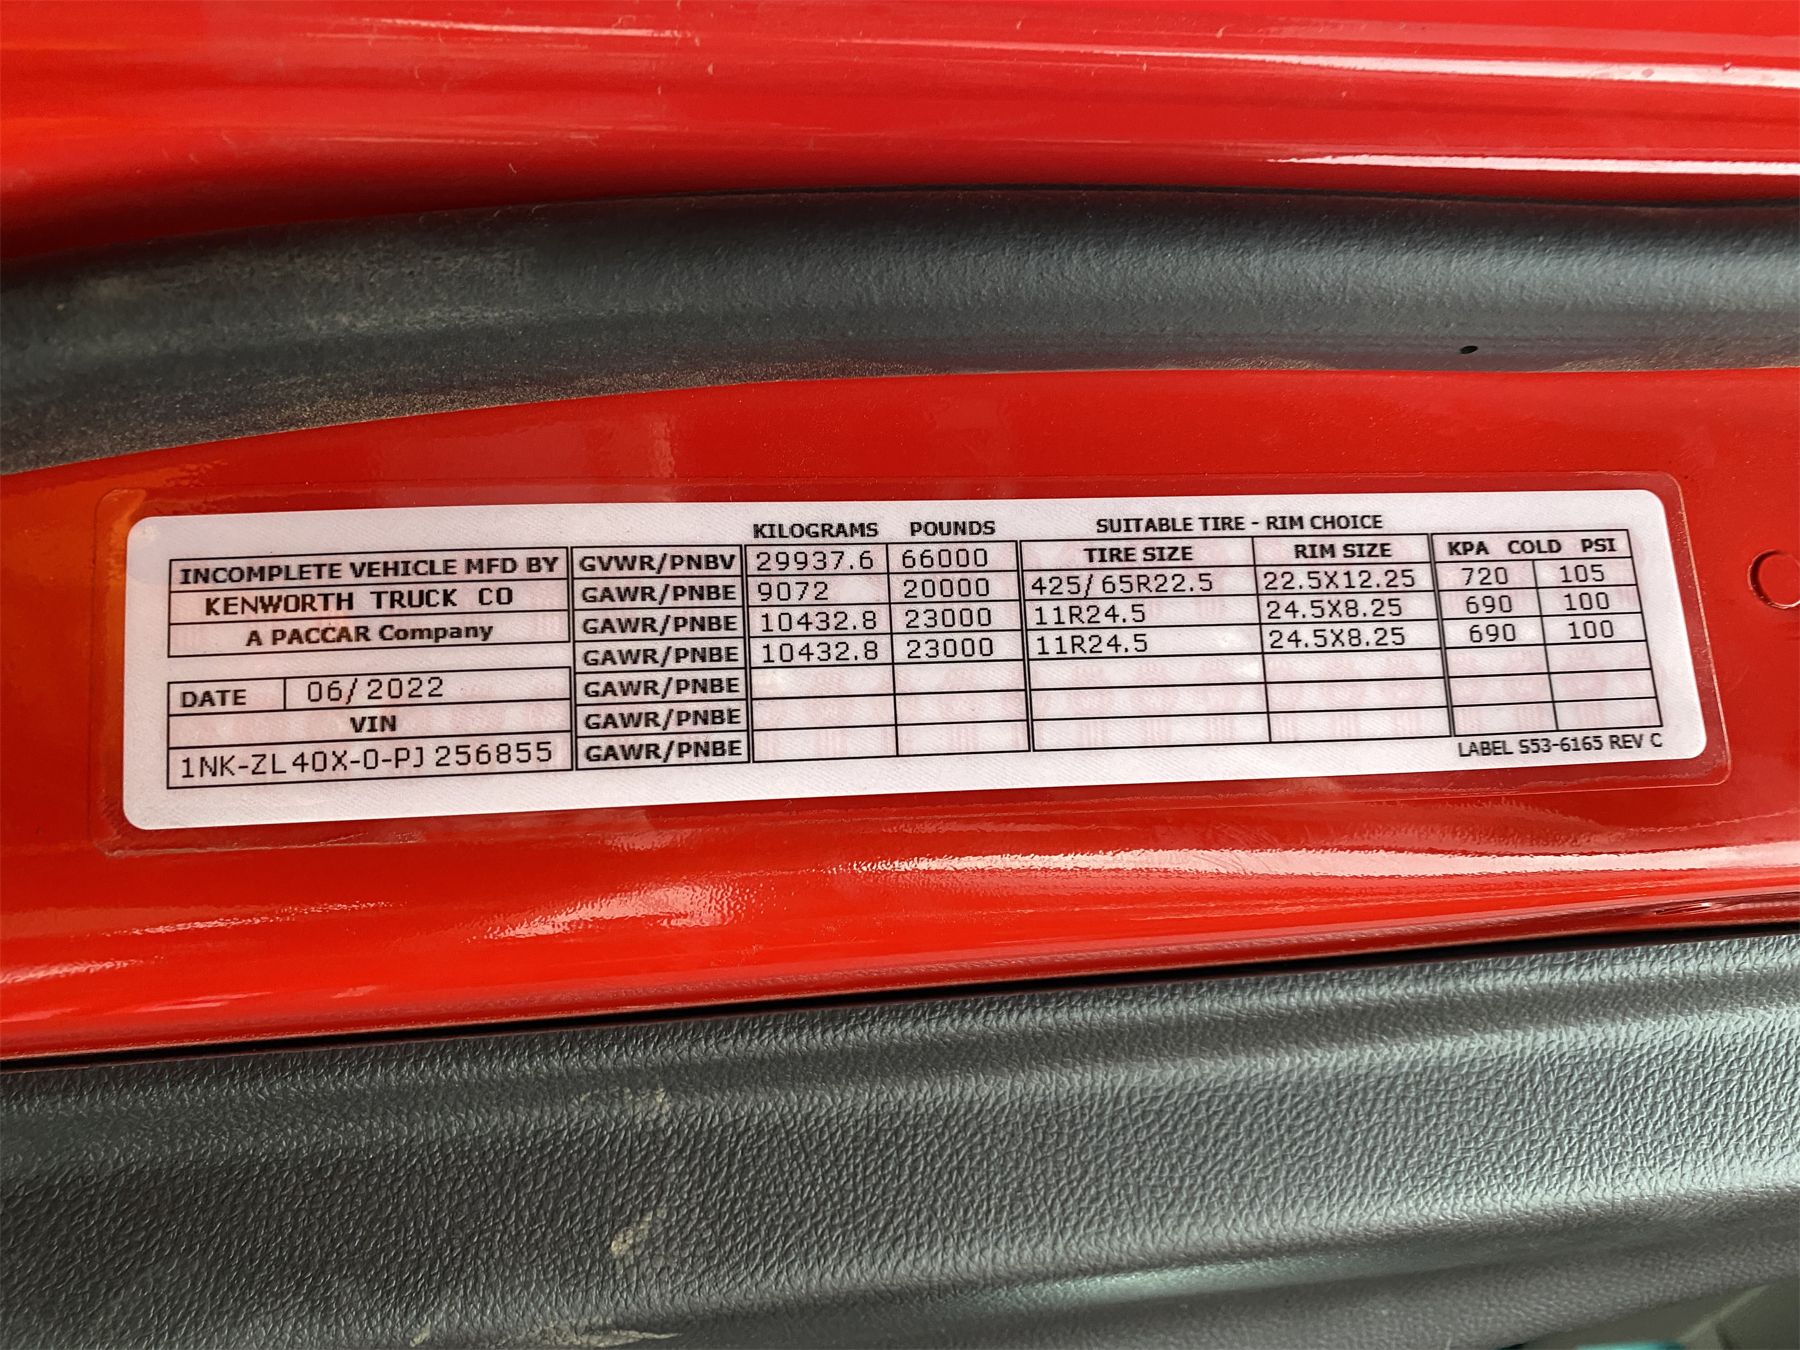 KILOGRAMS POUNDS SUITABLE TIRE - RIM CHOICE
INCOMPLETE VEHICLE MFD BY GVWR/PNBV 29937.6 66000 TIRE SIZE RIM SIZE KPA COLD PSI
KENWORTH TRUCK CO GAWR/PNBE 9072 20000 425/65R22.5 22.5X12.25 720 105
A PACCAR Company GAWR/PNBE 10432.8 23000 11R24.5 24.5X8.25 690 100
GAWR/PNBE 10432.8 23000 11R24.5 24.5X8.25 690 100
DATE 06/2022 GAWR/PNBE
VIN GAWR/PNBE
1NK-ZL40X-0-PJ256855 GAWR/PNBE
LABEL S53-6165 REV C